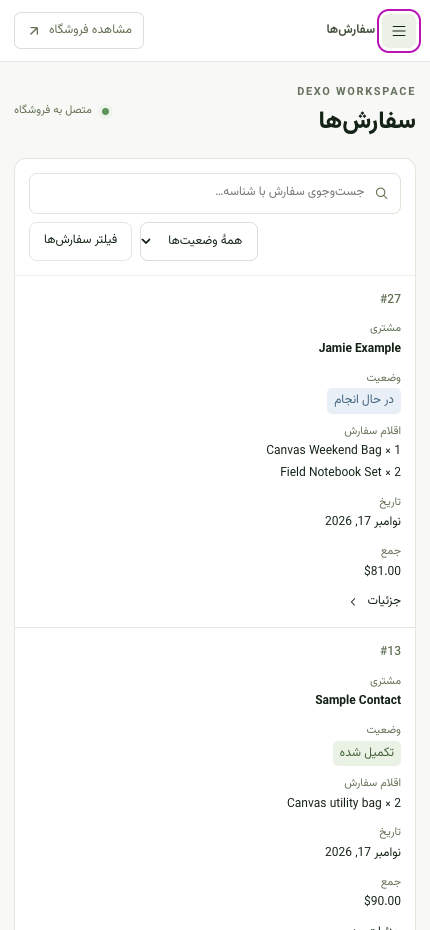 سفارش‌ها
مشاهده فروشگاه
DEXO WORKSPACE
سفارش‌ها
متصل به فروشگاه
جست‌وجوی سفارش با شناسه…
همهٔ وضعیت‌ها
فیلتر سفارش‌ها
#27
مشتری
Jamie Example
وضعیت
در حال انجام
اقلام سفارش
Canvas Weekend Bag × 1
Field Notebook Set × 2
تاریخ
نوامبر 17, 2026
جمع
$81.00
جزئیات
#13
مشتری
Sample Contact
وضعیت
تکمیل شده
اقلام سفارش
Canvas utility bag × 2
تاریخ
نوامبر 17, 2026
جمع
$90.00